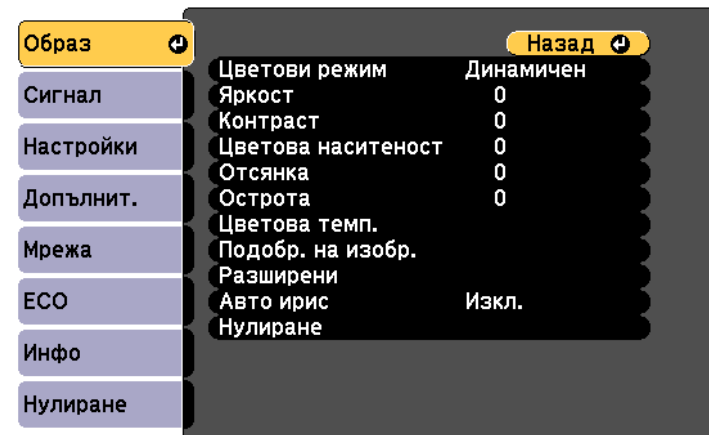 Образ
Сигнал
Настройки
Допълнит.
Мрежа
ECO
Инфо
Нулиране
Назад
Цветови режим Динамичен
Яркост 0
Контраст 0
Цветова наситеност 0
Отсянка 0
Острота 0
Цветова темп.
Подобр. на изобр.
Разширени
Авто ирис Изкл.
Нулиране